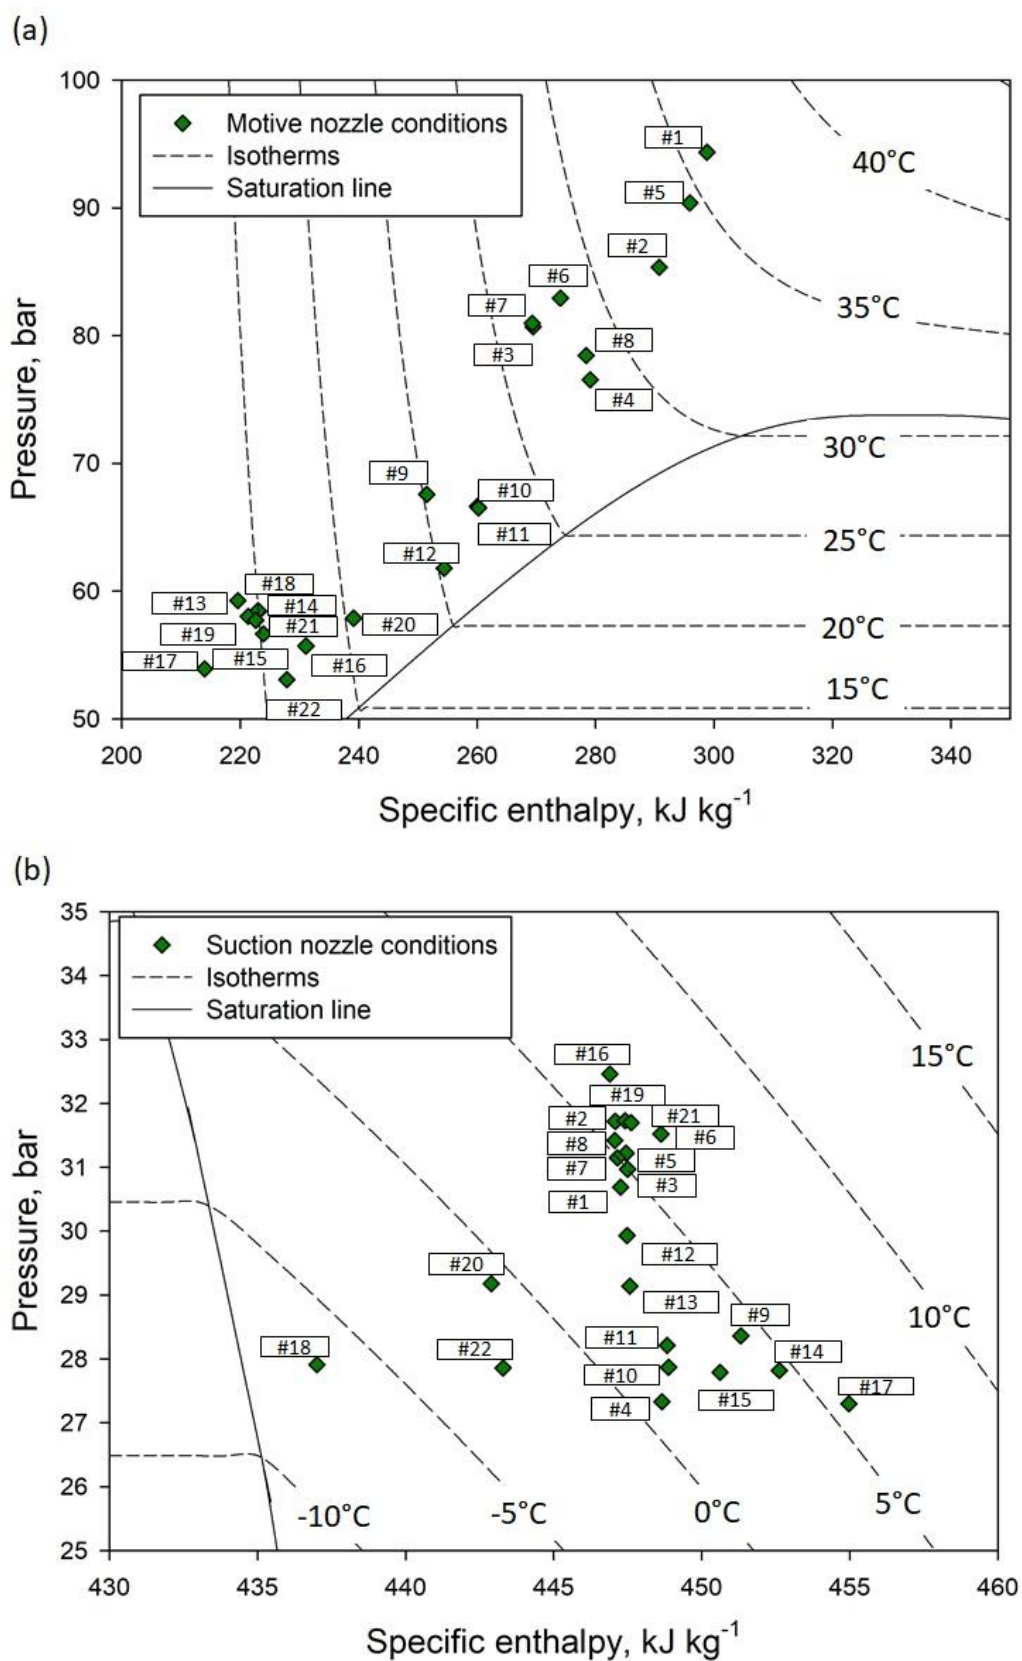 (a)
100
90
80
70
60
50
Pressure, bar
Motive nozzle conditions
Isotherms
Saturation line
#1
40°C
#5
#2
#6
#7
35°C
#8
#3
#4
30°C
#9
#10
#11
25°C
#12
#18
#13
#14
#20
20°C
#19
#21
#17
#15
#16
15°C
#22
200 220 240 260 280 300 320 340
Specific enthalpy, kJ kg-1
(b)
35
34
33
32
31
30
29
28
27
26
25
Pressure, bar
Suction nozzle conditions
Isotherms
Saturation line
#16
15°C
#19
#2
#21
#8
#6
#7
#5
#1
#3
#12
#20
#13
#9
10°C
#11
#18
#22
#14
#10
#17
#4
#15
-10°C
-5°C
0°C
5°C
430 435 440 445 450 455 460
Specific enthalpy, kJ kg-1